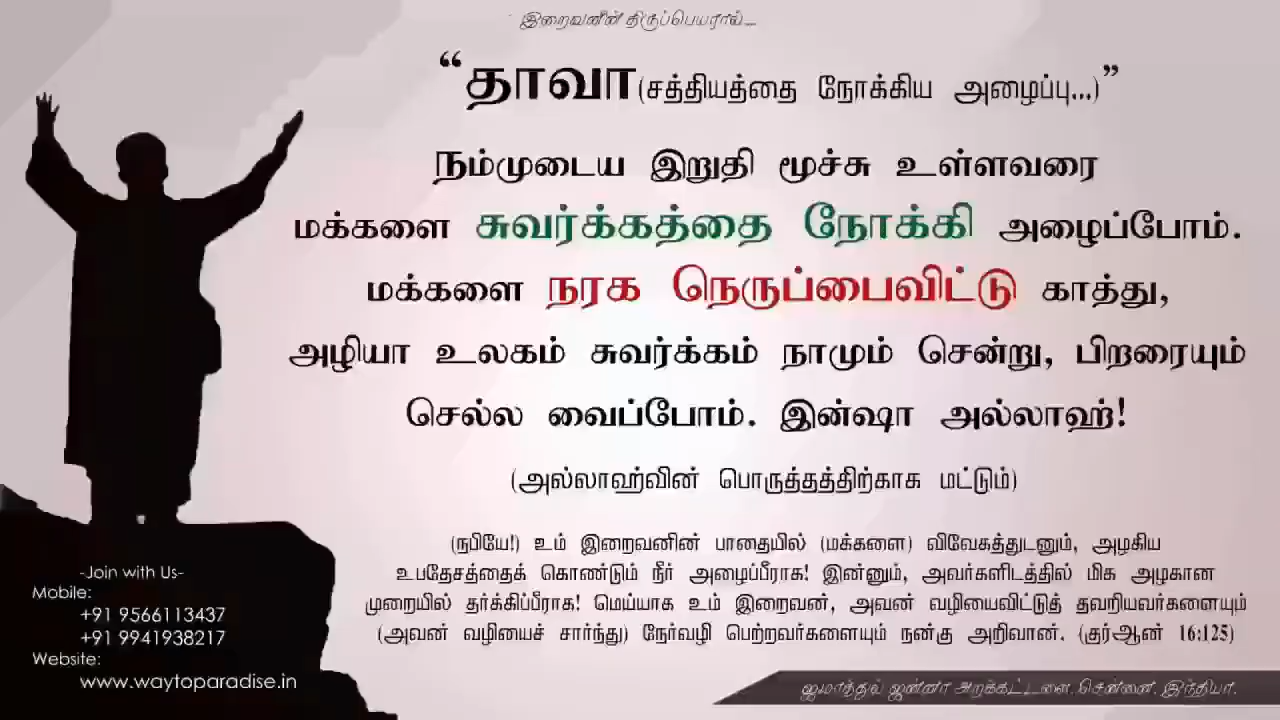 இறைவனின் திருப்பெயரால்...
“தாவா(சத்தியத்தை நோக்கிய அழைப்பு...)”
நம்முடைய இறுதி மூச்சு உள்ளவரை
மக்களை சுவர்க்கத்தை நோக்கி அழைப்போம்.
மக்களை நரக நெருப்பைவிட்டு காத்து,
அழியா உலகம் சுவர்க்கம் நாமும் சென்று, பிறரையும்
செல்ல வைப்போம். இன்ஷா அல்லாஹ்!
(அல்லாஹ்வின் பொருத்தத்திற்காக மட்டும்)
(நபியே!) உம் இறைவனின் பாதையில் (மக்களை) விவேகத்துடனும், அழகிய
உபதேசத்தைக் கொண்டும் நீர் அழைப்பீராக! இன்னும், அவர்களிடத்தில் மிக அழகான
முறையில் தர்க்கிப்பீராக! மெய்யாக உம் இறைவன், அவன் வழியைவிட்டுத் தவறியவர்களையும்
(அவன் வழியைச் சார்ந்து) நேர்வழி பெற்றவர்களையும் நன்கு அறிவான். (குர்ஆன் 16:125)
-Join with Us-
Mobile:
+91 9566113437
+91 9941938217
Website:
www.waytoparadise.in
ஜமாத்துல் ஜன்னா அறக்கட்டளை. சென்னை. இந்தியா.